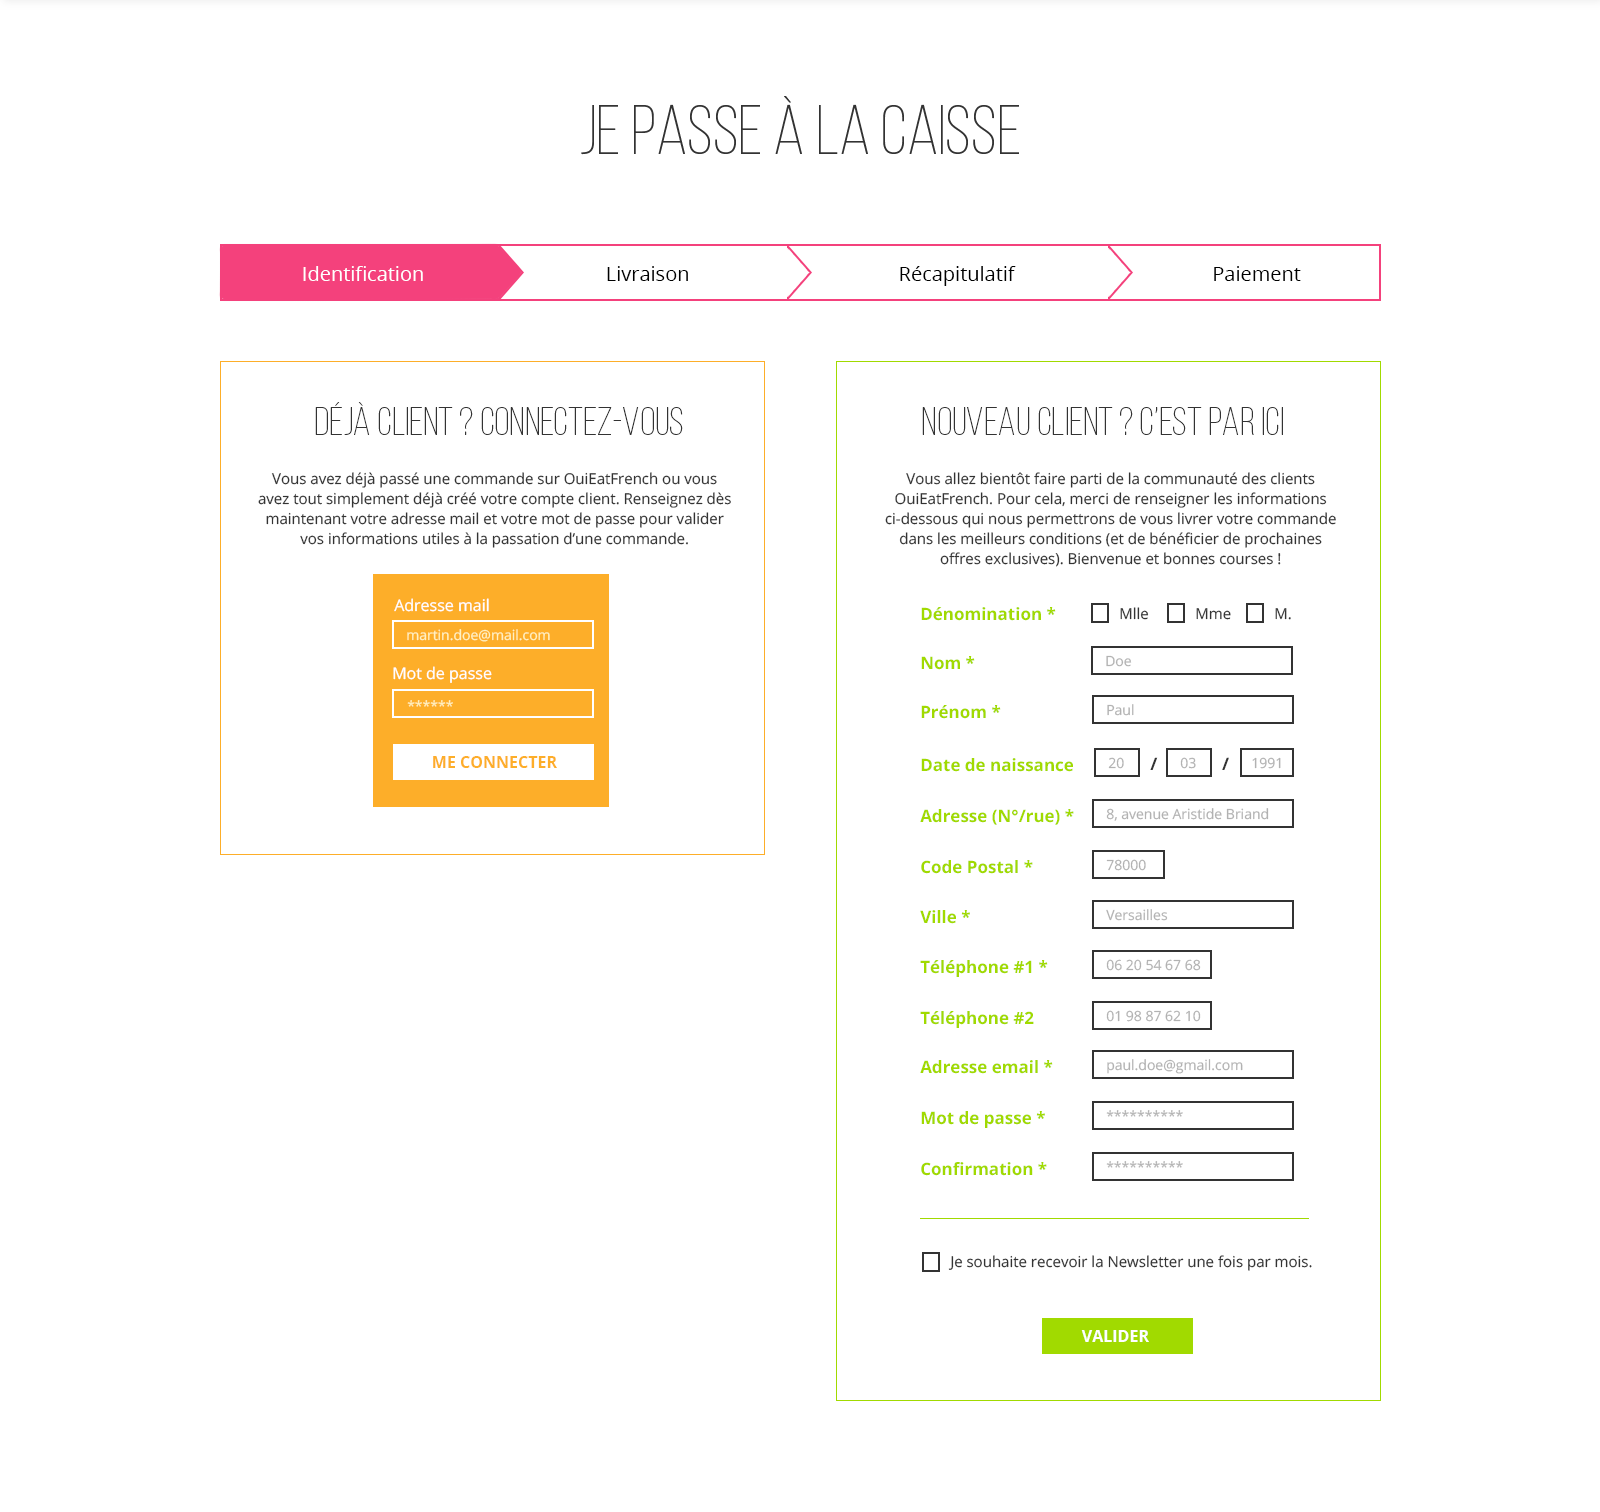 JE PASSE À LA CAISSE
Identification
Livraison
Récapitulatif
Paiement
DÉJÀ CLIENT ? CONNECTEZ-VOUS
Vous avez déjà passé une commande sur OuiEatFrench ou vous
avez tout simplement déjà créé votre compte client. Renseignez dès
maintenant votre adresse mail et votre mot de passe pour valider
vos informations utiles à la passation d’une commande.
Adresse mail
martin.doe@mail.com
Mot de passe
******
ME CONNECTER
NOUVEAU CLIENT ? C’EST PAR ICI
Vous allez bientôt faire parti de la communauté des clients
OuiEatFrench. Pour cela, merci de renseigner les informations
ci-dessous qui nous permettrons de vous livrer votre commande
dans les meilleurs conditions (et de bénéficier de prochaines
offres exclusives). Bienvenue et bonnes courses !
Dénomination * Mlle Mme M.
Nom * Doe
Prénom * Paul
Date de naissance 20 / 03 / 1991
Adresse (N°/rue) * 8, avenue Aristide Briand
Code Postal * 78000
Ville * Versailles
Téléphone #1 * 06 20 54 67 68
Téléphone #2 01 98 87 62 10
Adresse email * paul.doe@gmail.com
Mot de passe * **********
Confirmation * **********
Je souhaite recevoir la Newsletter une fois par mois.
VALIDER